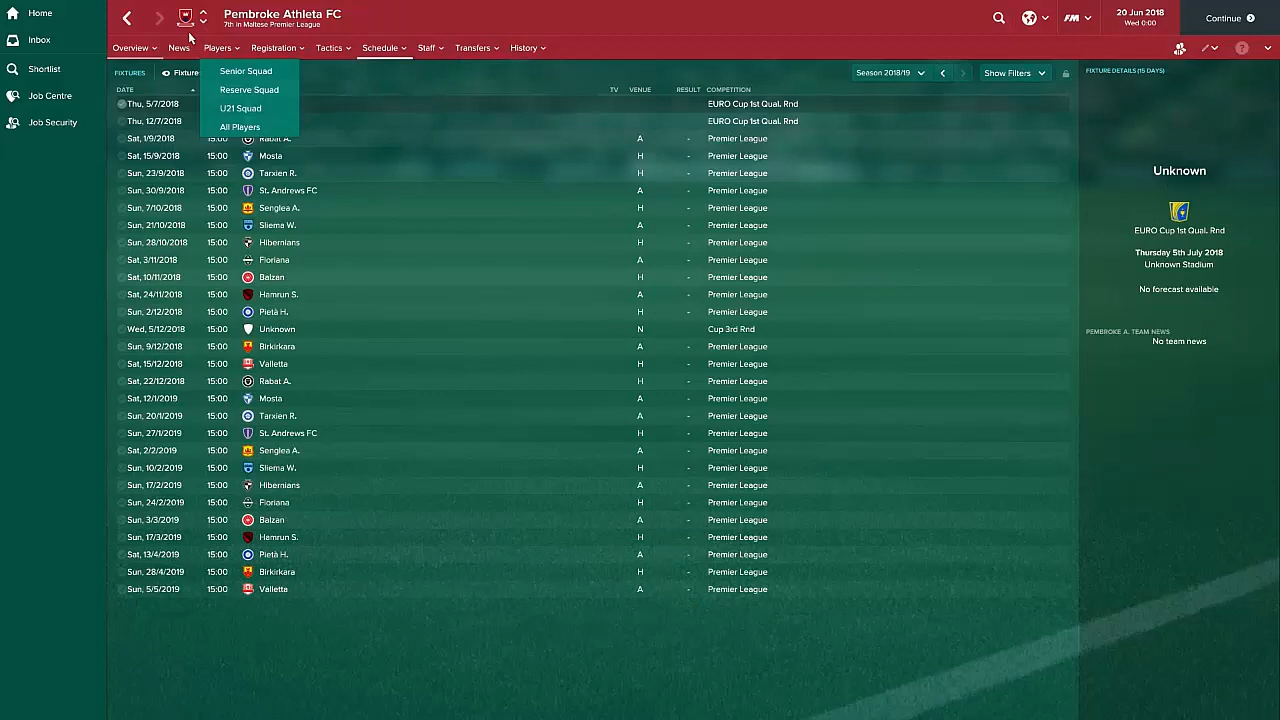 Home
Inbox
Shortlist
Job Centre
Job Security
Pembroke Athleta FC
7th in Maltese Premier League
FM
20 Jun 2018
Wed 0:00
Continue
Overview News Players Registration Tactics Schedule Staff Transfers History
?
Senior Squad
Reserve Squad
U21 Squad
All Players
FIXTURES Fixture
Season 2018/19 Show Filters
DATE TV VENUE RESULT COMPETITION
Thu, 5/7/2018 EURO Cup 1st Qual. Rnd
Thu, 12/7/2018 EURO Cup 1st Qual. Rnd
Sat, 1/9/2018 15:00 Rabat A. A - Premier League
Sat, 15/9/2018 15:00 Mosta H - Premier League
Sun, 23/9/2018 15:00 Tarxien R. H - Premier League
Sun, 30/9/2018 15:00 St. Andrews FC A - Premier League
Sun, 7/10/2018 15:00 Senglea A. H - Premier League
Sun, 21/10/2018 15:00 Sliema W. A - Premier League
Sun, 28/10/2018 15:00 Hibernians H - Premier League
Sat, 3/11/2018 15:00 Floriana A - Premier League
Sat, 10/11/2018 15:00 Balzan H - Premier League
Sat, 24/11/2018 15:00 Hamrun S. A - Premier League
Sun, 2/12/2018 15:00 Pietà H. H - Premier League
Wed, 5/12/2018 15:00 Unknown N - Cup 3rd Rnd
Sun, 9/12/2018 15:00 Birkirkara A - Premier League
Sat, 15/12/2018 15:00 Valletta H - Premier League
Sat, 22/12/2018 15:00 Rabat A. H - Premier League
Sat, 12/1/2019 15:00 Mosta A - Premier League
Sun, 20/1/2019 15:00 Tarxien R. A - Premier League
Sun, 27/1/2019 15:00 St. Andrews FC H - Premier League
Sat, 2/2/2019 15:00 Senglea A. A - Premier League
Sun, 10/2/2019 15:00 Sliema W. H - Premier League
Sun, 17/2/2019 15:00 Hibernians A - Premier League
Sun, 24/2/2019 15:00 Floriana H - Premier League
Sun, 3/3/2019 15:00 Balzan A - Premier League
Sun, 17/3/2019 15:00 Hamrun S. H - Premier League
Sat, 13/4/2019 15:00 Pietà H. A - Premier League
Sun, 28/4/2019 15:00 Birkirkara H - Premier League
Sun, 5/5/2019 15:00 Valletta A - Premier League
FIXTURE DETAILS (15 DAYS)
Unknown
EURO Cup 1st Qual. Rnd
Thursday 5th July 2018
Unknown Stadium
No forecast available
PEMBROKE A. TEAM NEWS
No team news